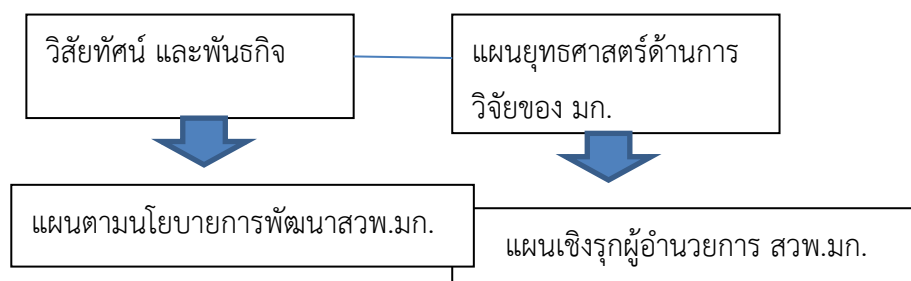 วิสัยทัศน์ และพันธกิจ
แผนยุทธศาสตร์ด้านการ
วิจัยของ มก.
แผนตามนโยบายการพัฒนาสวพ.มก.
แผนเชิงรุกผู้อำนวยการ สวพ.มก.